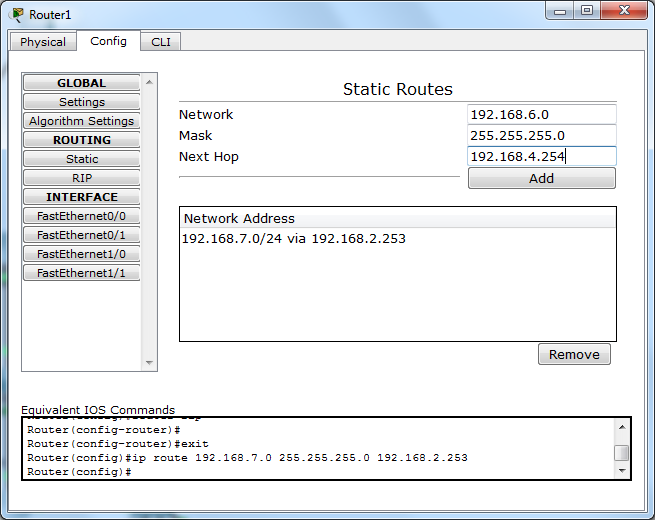 Router1
Physical Config CLI
GLOBAL
Settings
Algorithm Settings
ROUTING
Static
RIP
INTERFACE
FastEthernet0/0
FastEthernet0/1
FastEthernet1/0
FastEthernet1/1
Static Routes
Network 192.168.6.0
Mask 255.255.255.0
Next Hop 192.168.4.254
Add
Network Address
192.168.7.0/24 via 192.168.2.253
Remove
Equivalent IOS Commands
Router(config-router)#
Router(config-router)#exit
Router(config)#ip route 192.168.7.0 255.255.255.0 192.168.2.253
Router(config)#